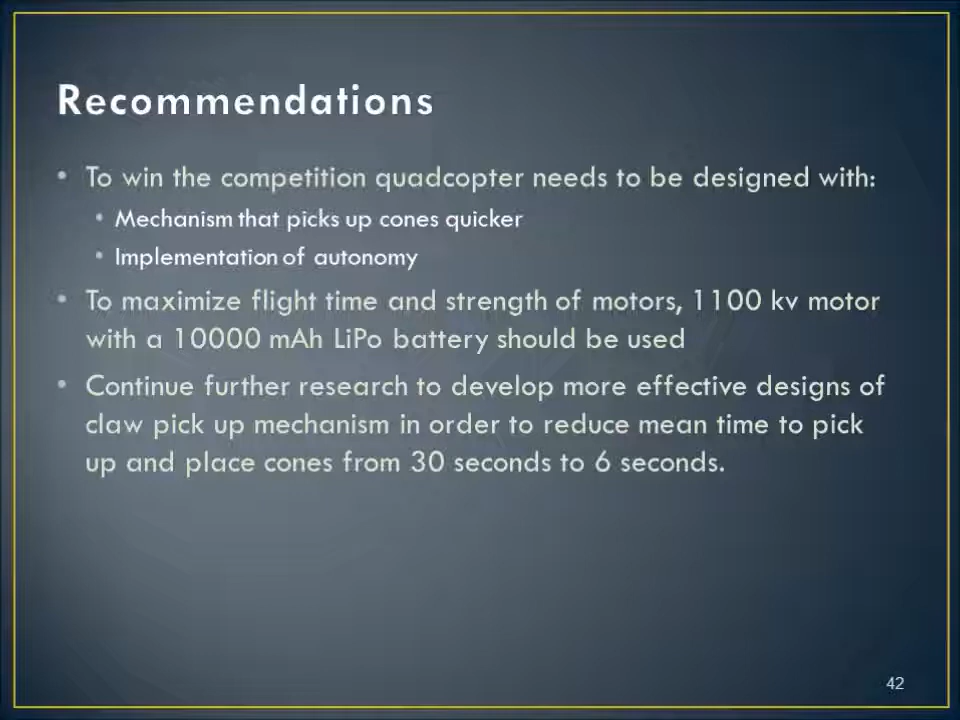 Recommendations
• To win the competition quadcopter needs to be designed with:
• Mechanism that picks up cones quicker
• Implementation of autonomy
• To maximize flight time and strength of motors, 1100 kv motor
with a 10000 mAh LiPo battery should be used
• Continue further research to develop more effective designs of
claw pick up mechanism in order to reduce mean time to pick
up and place cones from 30 seconds to 6 seconds.
42